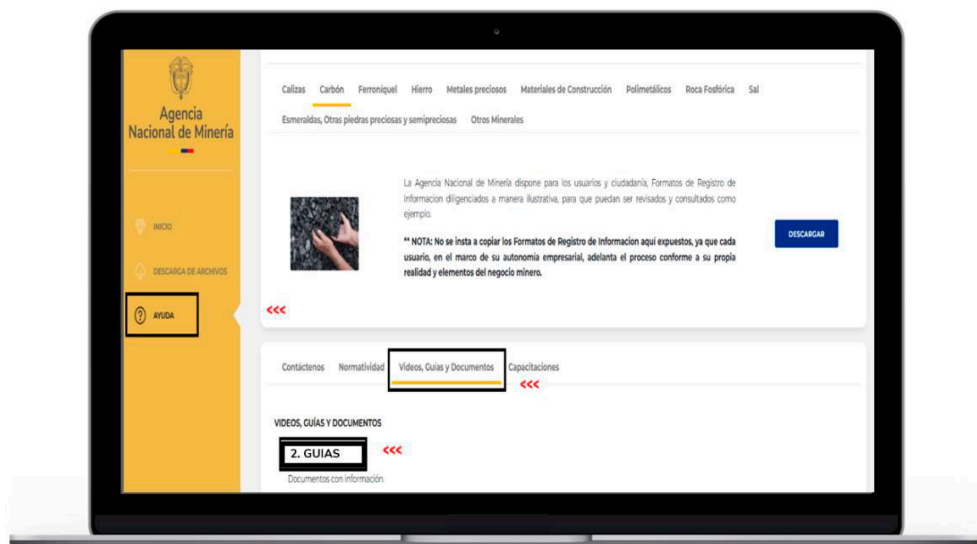 Agencia
Nacional de Minería
INICIO
DESCARGA DE ARCHIVOS
AYUDA
Calizas Carbón Ferroniquel Hierro Metales preciosos Materiales de Construcción Polimetálicos Roca Fosfórica Sal
Esmeraldas, Otras piedras preciosas y semipreciosas Otros Minerales
La Agencia Nacional de Minería dispone para los usuarios y ciudadanía, Formatos de Registro de
Informacion diligenciados a manera ilustrativa, para que puedan ser revisados y consultados como
ejemplo.
** NOTA: No se insta a copiar los Formatos de Registro de Informacion aquí expuestos, ya que cada
usuario, en el marco de su autonomía empresarial, adelanta el proceso conforme a su propia
realidad y elementos del negocio minero.
DESCARGAR
<<<
Contáctenos Normatividad Videos, Guías y Documentos Capacitaciones
<<<
VIDEOS, GUÍAS Y DOCUMENTOS
2. GUIAS <<<
Documentos con información.